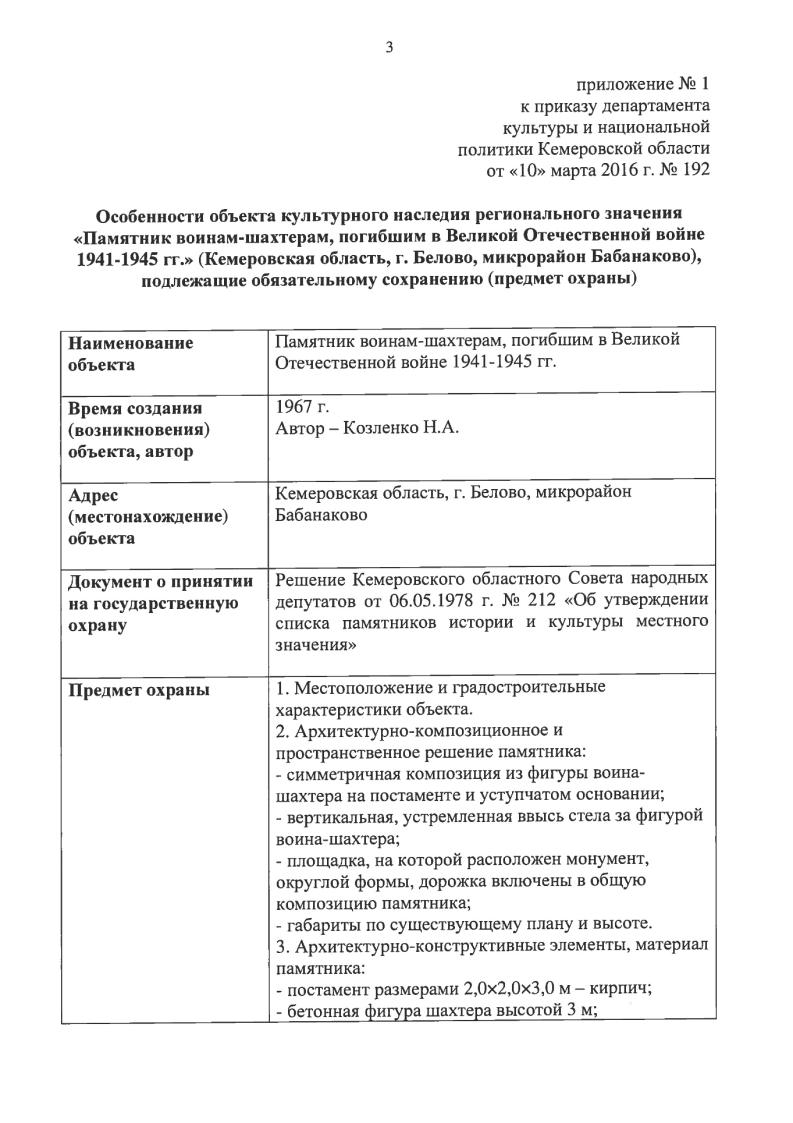 3
приложение № 1
к приказу департамента
культуры и национальной
политики Кемеровской области
от «10» марта 2016 г. № 192
Особенности объекта культурного наследия регионального значения
«Памятник воинам-шахтерам, погибшим в Великой Отечественной войне
1941-1945 гг.» (Кемеровская область, г. Белово, микрорайон Бабанаково),
подлежащие обязательному сохранению (предмет охраны)
Наименование
объекта
Памятник воинам-шахтерам, погибшим в Великой
Отечественной войне 1941-1945 гг.
Время создания
(возникновения)
объекта, автор
1967 г.
Автор – Козленко Н.А.
Адрес
(местонахождение)
объекта
Кемеровская область, г. Белово, микрорайон
Бабанаково
Документ о принятии
на государственную
охрану
Решение Кемеровского областного Совета народных
депутатов от 06.05.1978 г. № 212 «Об утверждении
списка памятников истории и культуры местного
значения»
Предмет охраны
1. Местоположение и градостроительные
характеристики объекта.
2. Архитектурно-композиционное и
пространственное решение памятника:
- симметричная композиция из фигуры воина-
шахтера на постаменте и уступчатом основании;
- вертикальная, устремленная ввысь стела за фигурой
воина-шахтера;
- площадка, на которой расположен монумент,
округлой формы, дорожка включены в общую
композицию памятника;
- габариты по существующему плану и высоте.
3. Архитектурно-конструктивные элементы, материал
памятника:
- постамент размерами 2,0×2,0×3,0 м – кирпич;
- бетонная фигура шахтера высотой 3 м;